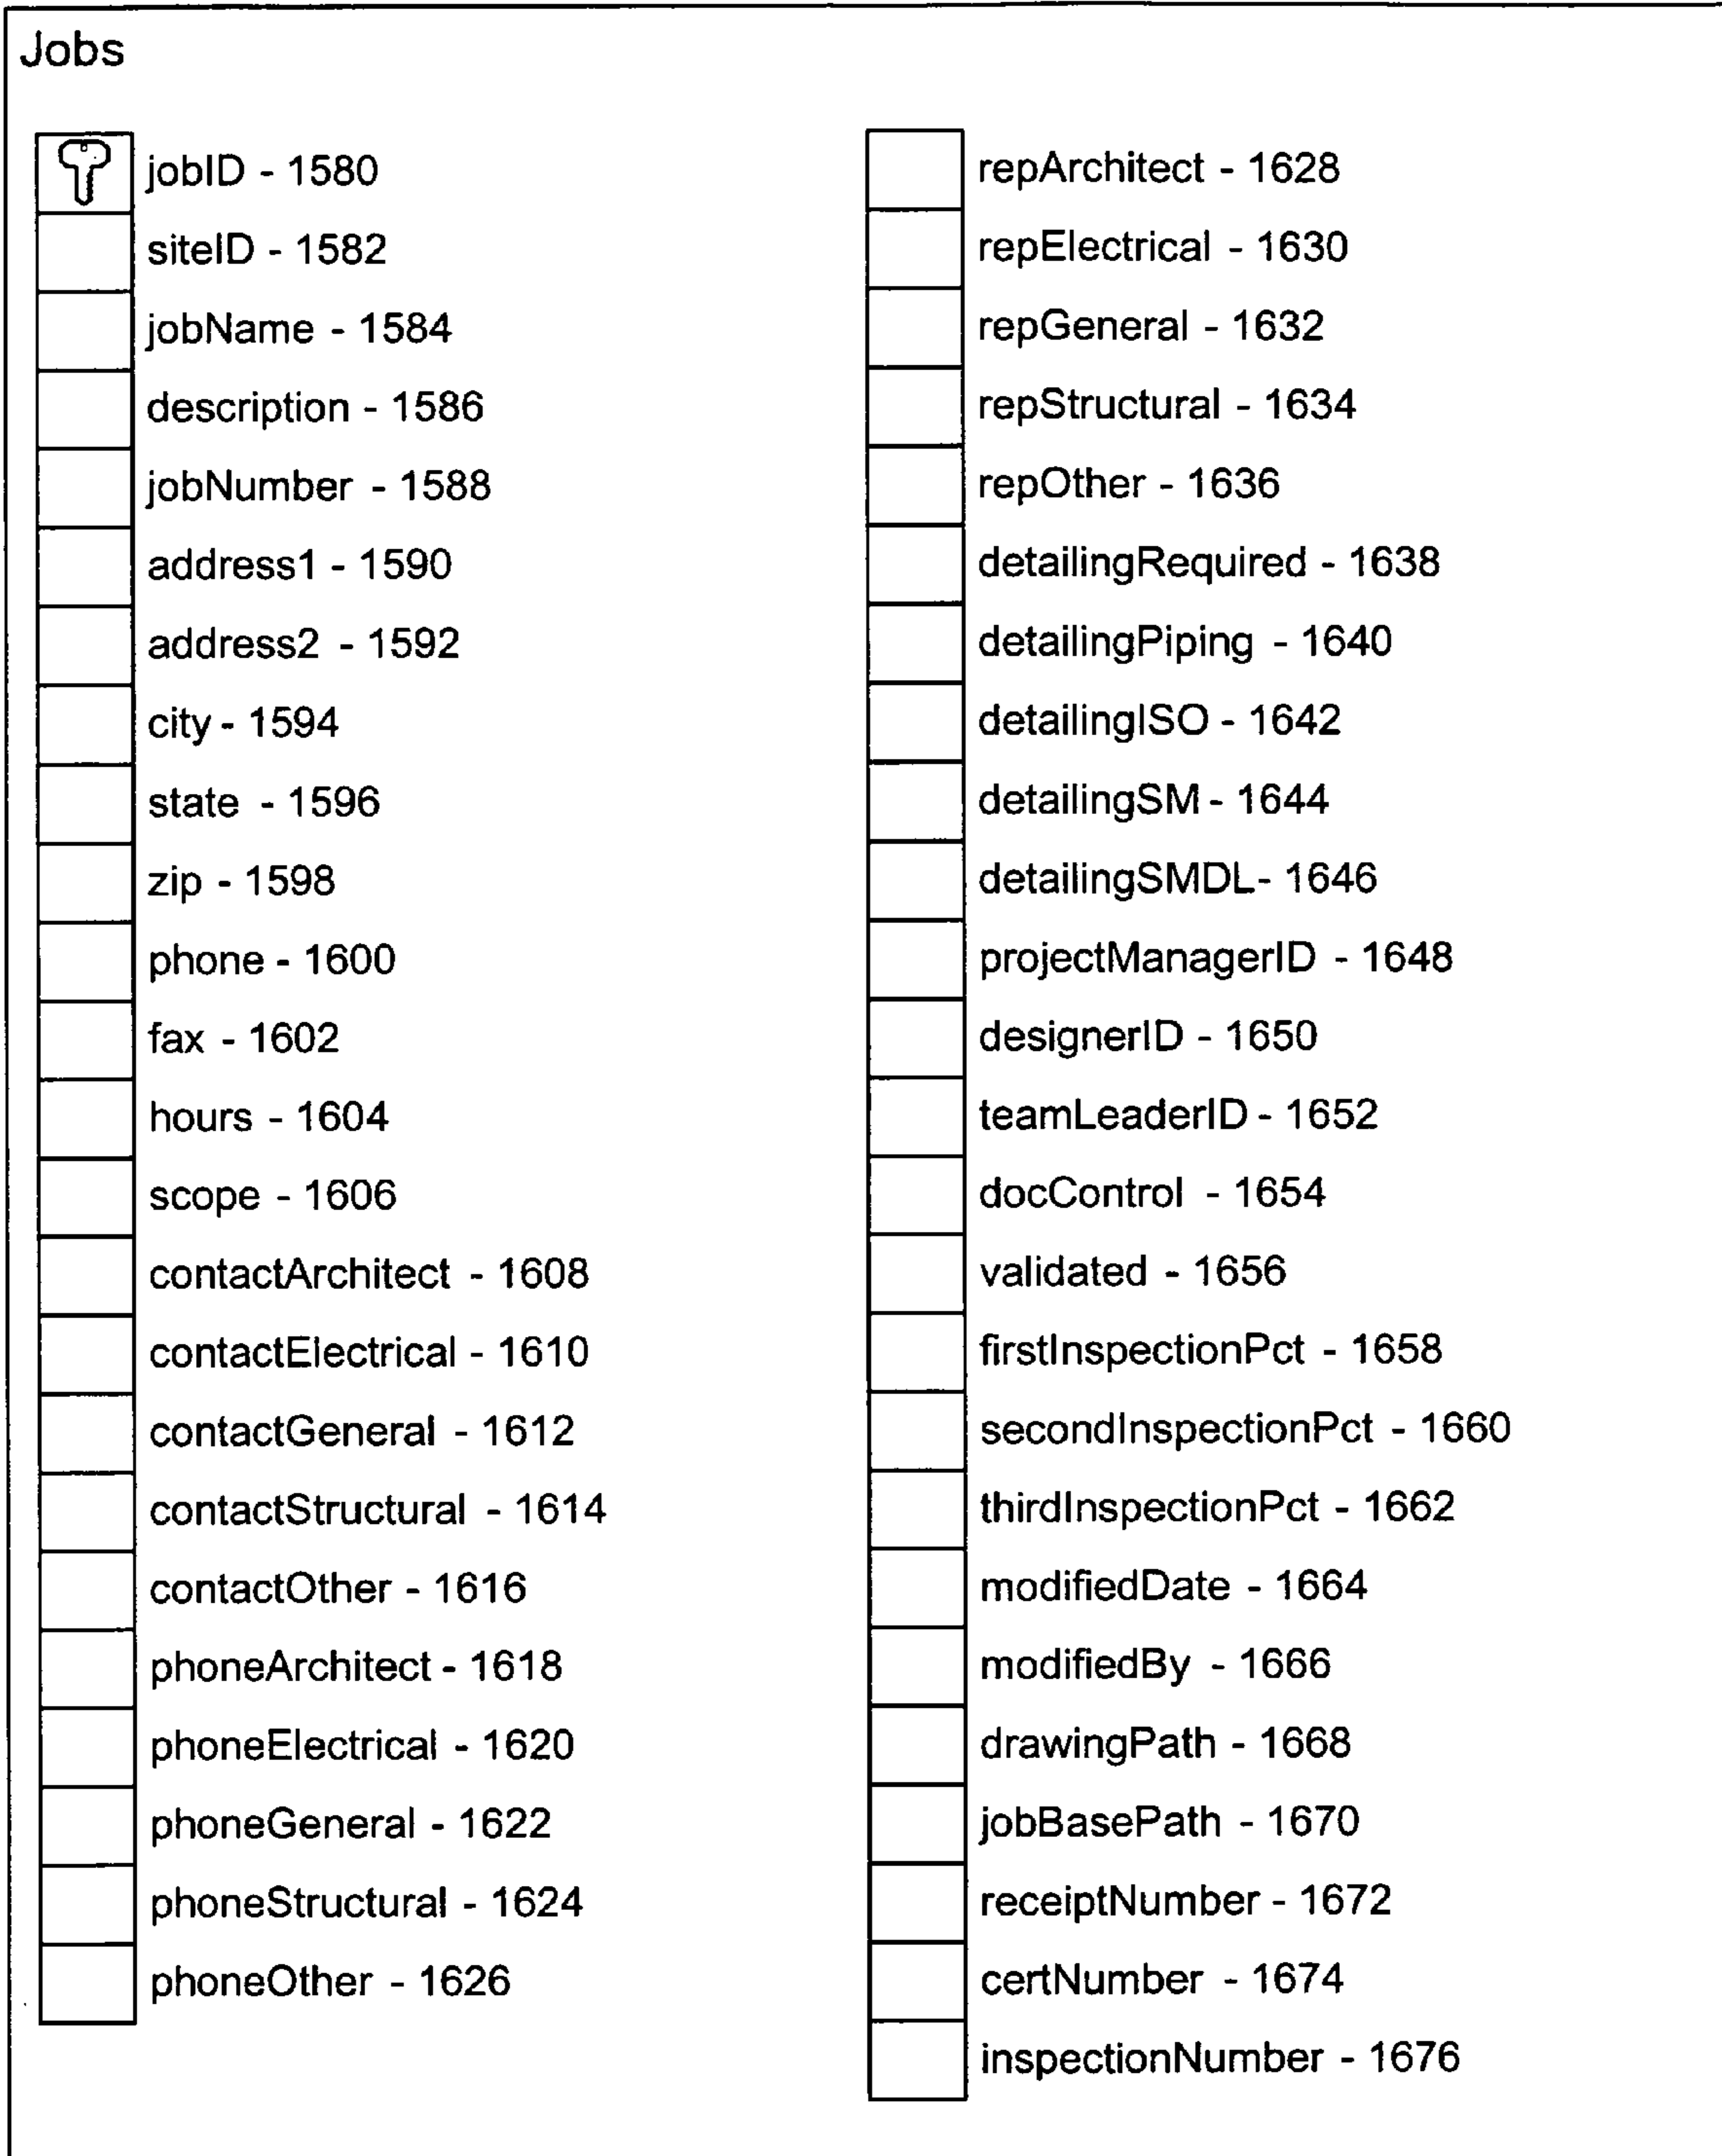 Jobs
jobID - 1580
siteID - 1582
jobName - 1584
description - 1586
jobNumber - 1588
address1 - 1590
address2 - 1592
city - 1594
state - 1596
zip - 1598
phone - 1600
fax - 1602
hours - 1604
scope - 1606
contactArchitect - 1608
contactElectrical - 1610
contactGeneral - 1612
contactStructural - 1614
contactOther - 1616
phoneArchitect - 1618
phoneElectrical - 1620
phoneGeneral - 1622
phoneStructural - 1624
phoneOther - 1626
repArchitect - 1628
repElectrical - 1630
repGeneral - 1632
repStructural - 1634
repOther - 1636
detailingRequired - 1638
detailingPiping - 1640
detailingISO - 1642
detailingSM - 1644
detailingSMDL- 1646
projectManagerID - 1648
designerID - 1650
teamLeaderID - 1652
docControl - 1654
validated - 1656
firstInspectionPct - 1658
secondInspectionPct - 1660
thirdInspectionPct - 1662
modifiedDate - 1664
modifiedBy - 1666
drawingPath - 1668
jobBasePath - 1670
receiptNumber - 1672
certNumber - 1674
inspectionNumber - 1676